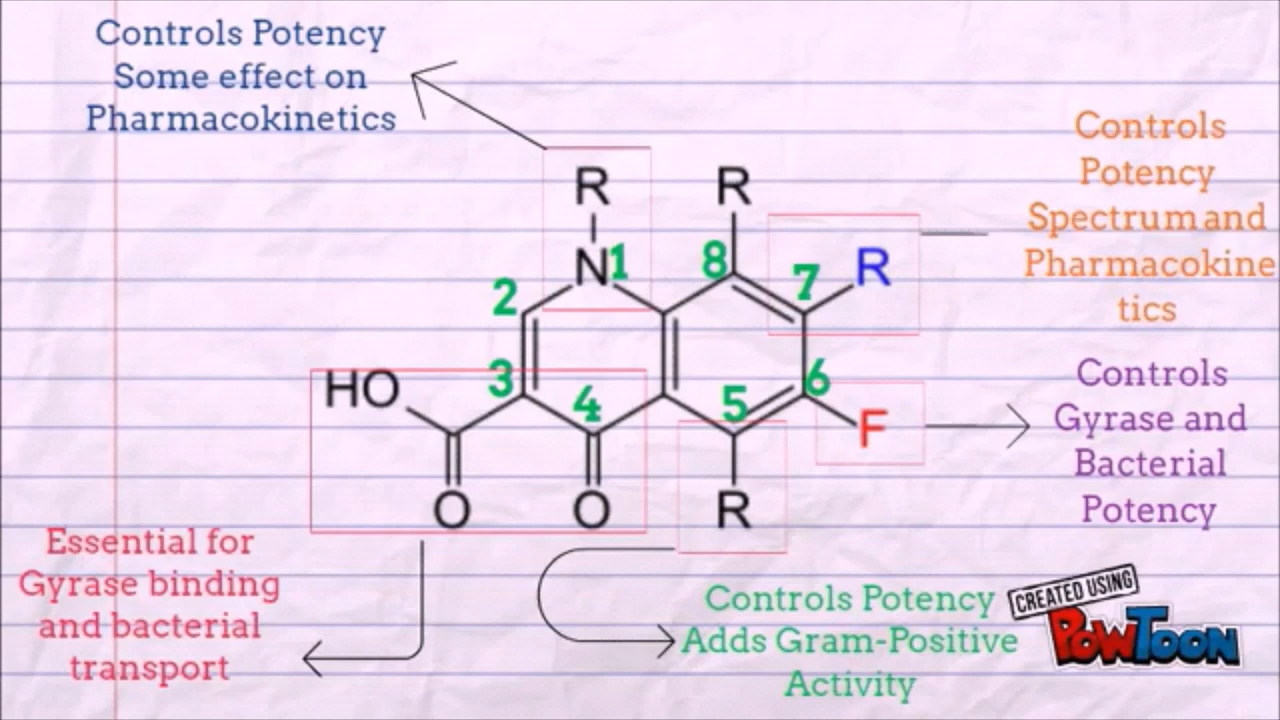 Controls Potency
Some effect on
Pharmacokinetics
Controls
Potency
Spectrum and
Pharmacokine
tics
R
R
N 1
8
7
R
2
3
4
5
6
HO
F
O
O
R
Controls
Gyrase and
Bacterial
Potency
Essential for
Gyrase binding
and bacterial
transport
Controls Potency
Adds Gram-Positive
Activity
CREATED USING
POWTOON